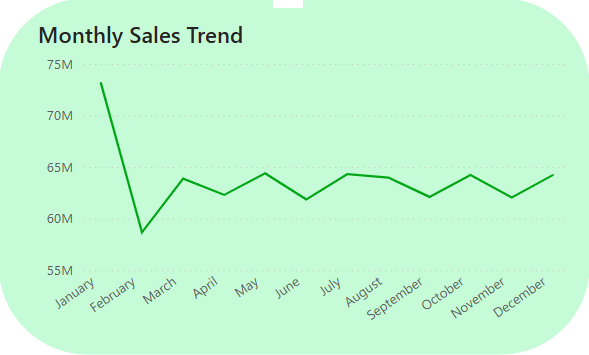 Monthly Sales Trend
75M
70M
65M
60M
55M
January
February
March
April
May
June
July
August
September
October
November
December